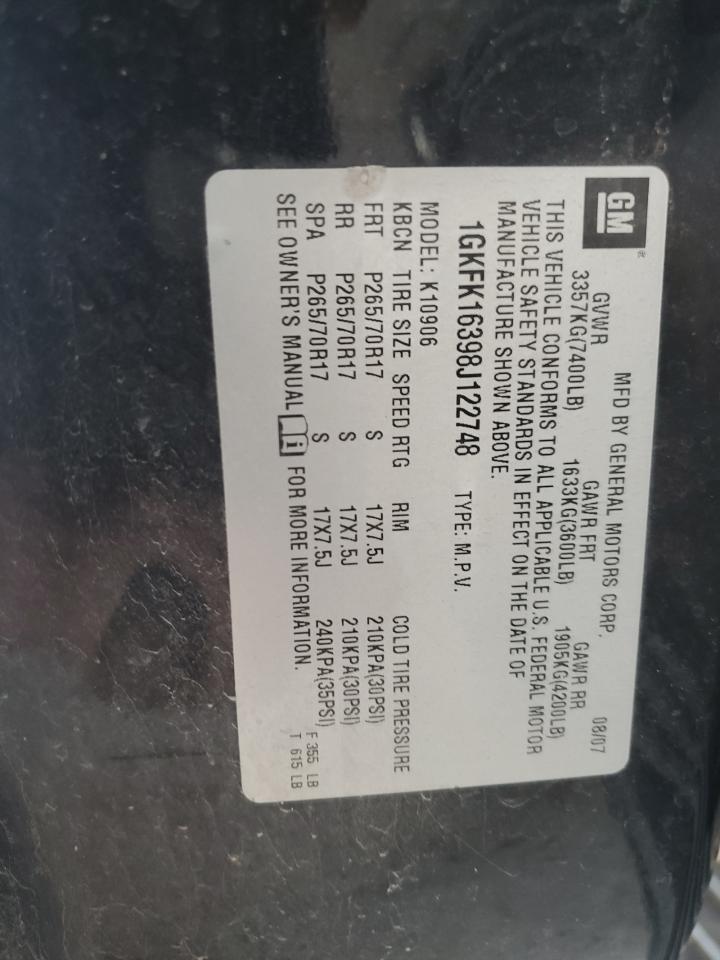 GM®
MFD BY GENERAL MOTORS CORP. 08/07
GVWR GAWR FRT GAWR RR
3357KG(7400LB) 1633KG(3600LB) 1905KG(4200LB)
THIS VEHICLE CONFORMS TO ALL APPLICABLE U.S. FEDERAL MOTOR
VEHICLE SAFETY STANDARDS IN EFFECT ON THE DATE OF
MANUFACTURE SHOWN ABOVE.
1GKFK16398J122748 TYPE: M.P.V.
MODEL: K10906
KBCN TIRE SIZE SPEED RTG RIM COLD TIRE PRESSURE
FRT P265/70R17 S 17X7.5J 210KPA(30PSI)
RR P265/70R17 S 17X7.5J 210KPA(30PSI)
SPA P265/70R17 S 17X7.5J 240KPA(35PSI)
SEE OWNER'S MANUAL i FOR MORE INFORMATION.
F 355 LB
T 615 LB